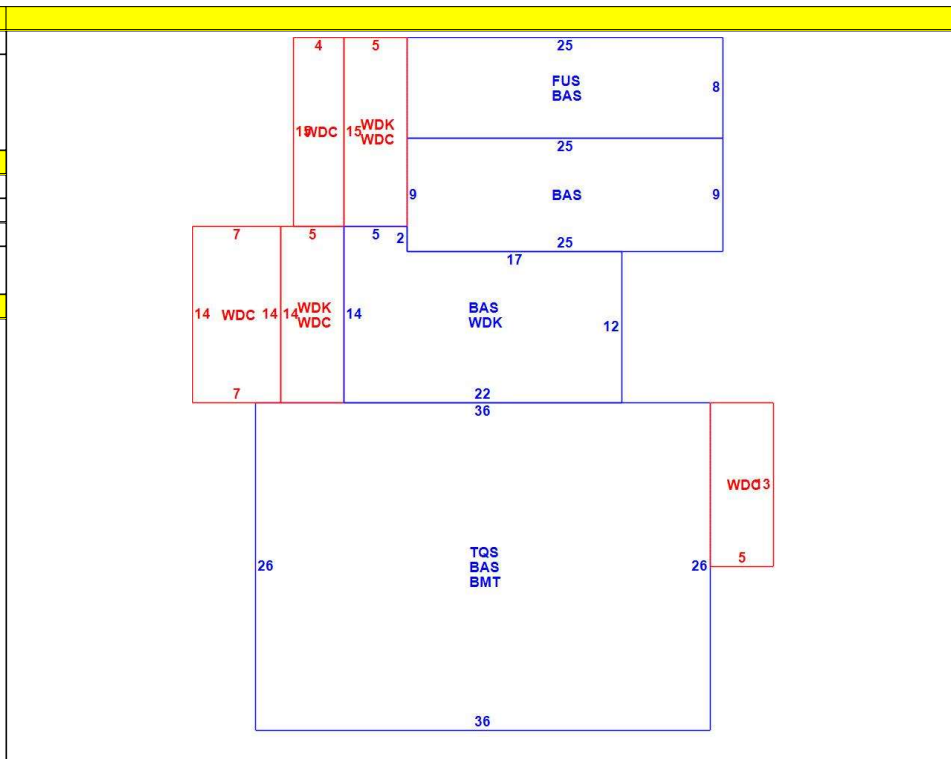 4 5 25
FUS
BAS
8
15 WDC 15 WDK
WDC
25
9 BAS 9
7 5 5 2 25
17
14 WDC 14 14 WDK
WDC
14 BAS
WDK
12
7 22
36
WDC 13
5
TQS
BAS
BMT
26 26
36